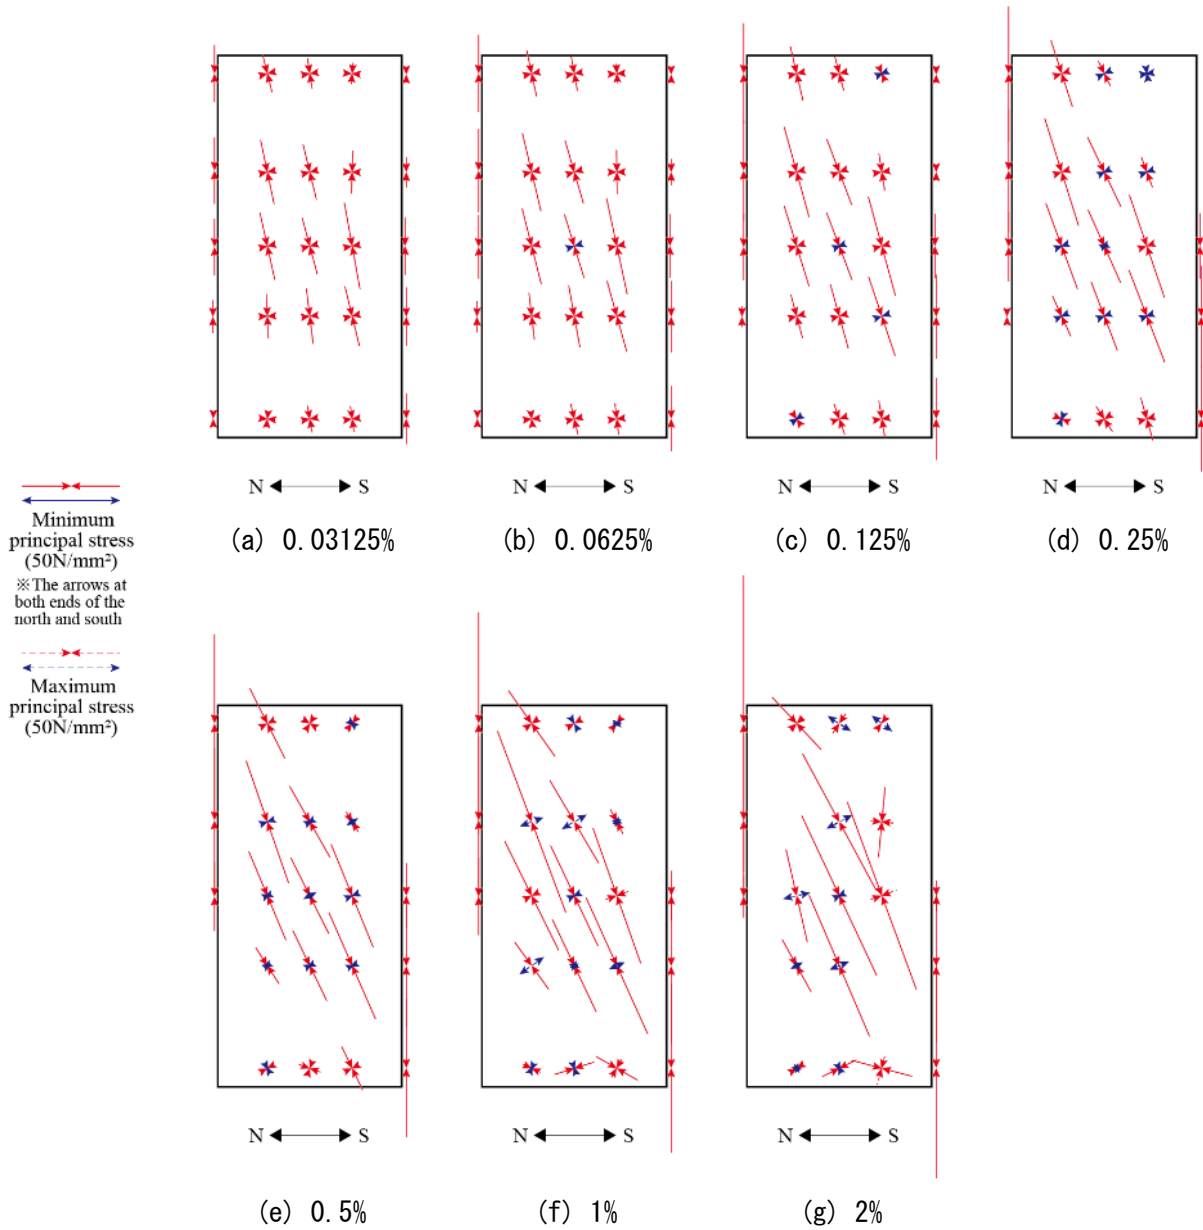 N S N S N S N S
(a) 0.03125% (b) 0.0625% (c) 0.125% (d) 0.25%
Minimum
principal stress
(50N/mm²)
※The arrows at
both ends of the
north and south
Maximum
principal stress
(50N/mm²)
N S N S N S
(e) 0.5% (f) 1% (g) 2%